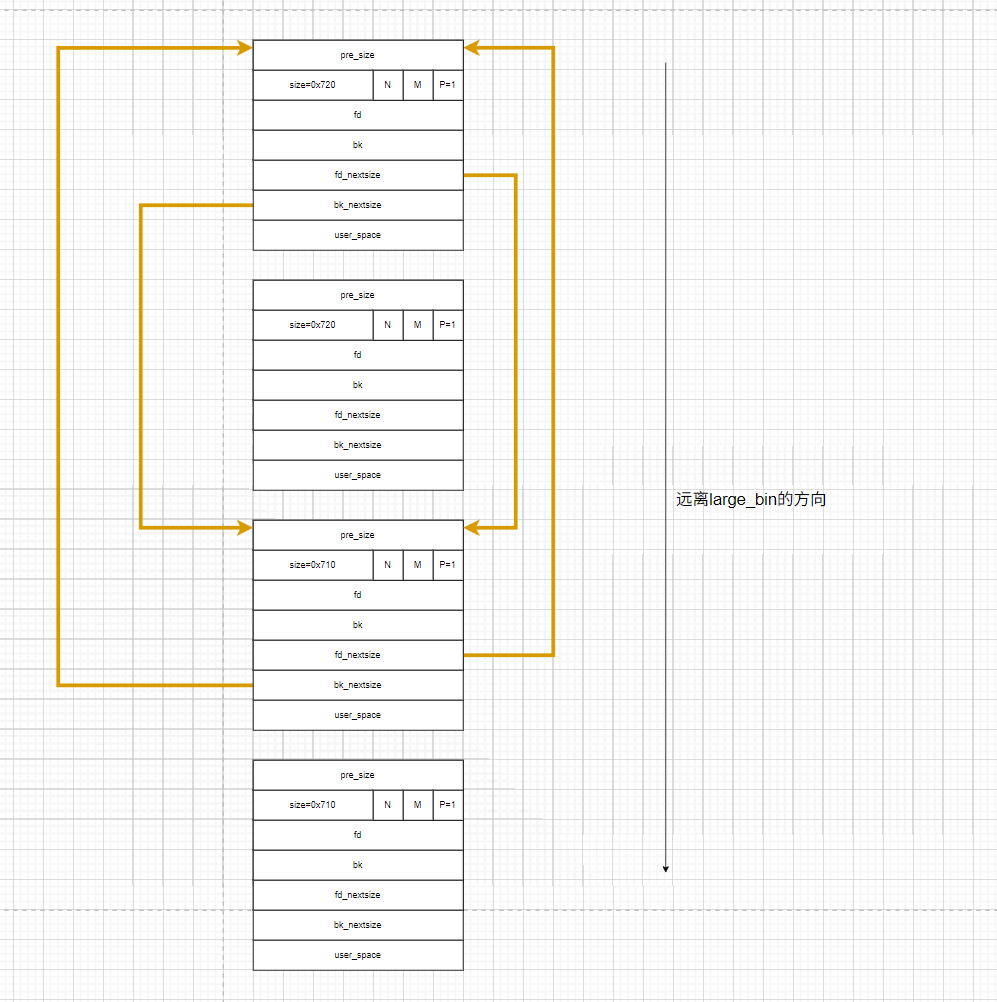 pre_size
size=0x720 N M P=1
fd
bk
fd_nextsize
bk_nextsize
user_space
pre_size
size=0x720 N M P=1
fd
bk
fd_nextsize
bk_nextsize
user_space
远离large_bin的方向
pre_size
size=0x710 N M P=1
fd
bk
fd_nextsize
bk_nextsize
user_space
pre_size
size=0x710 N M P=1
fd
bk
fd_nextsize
bk_nextsize
user_space